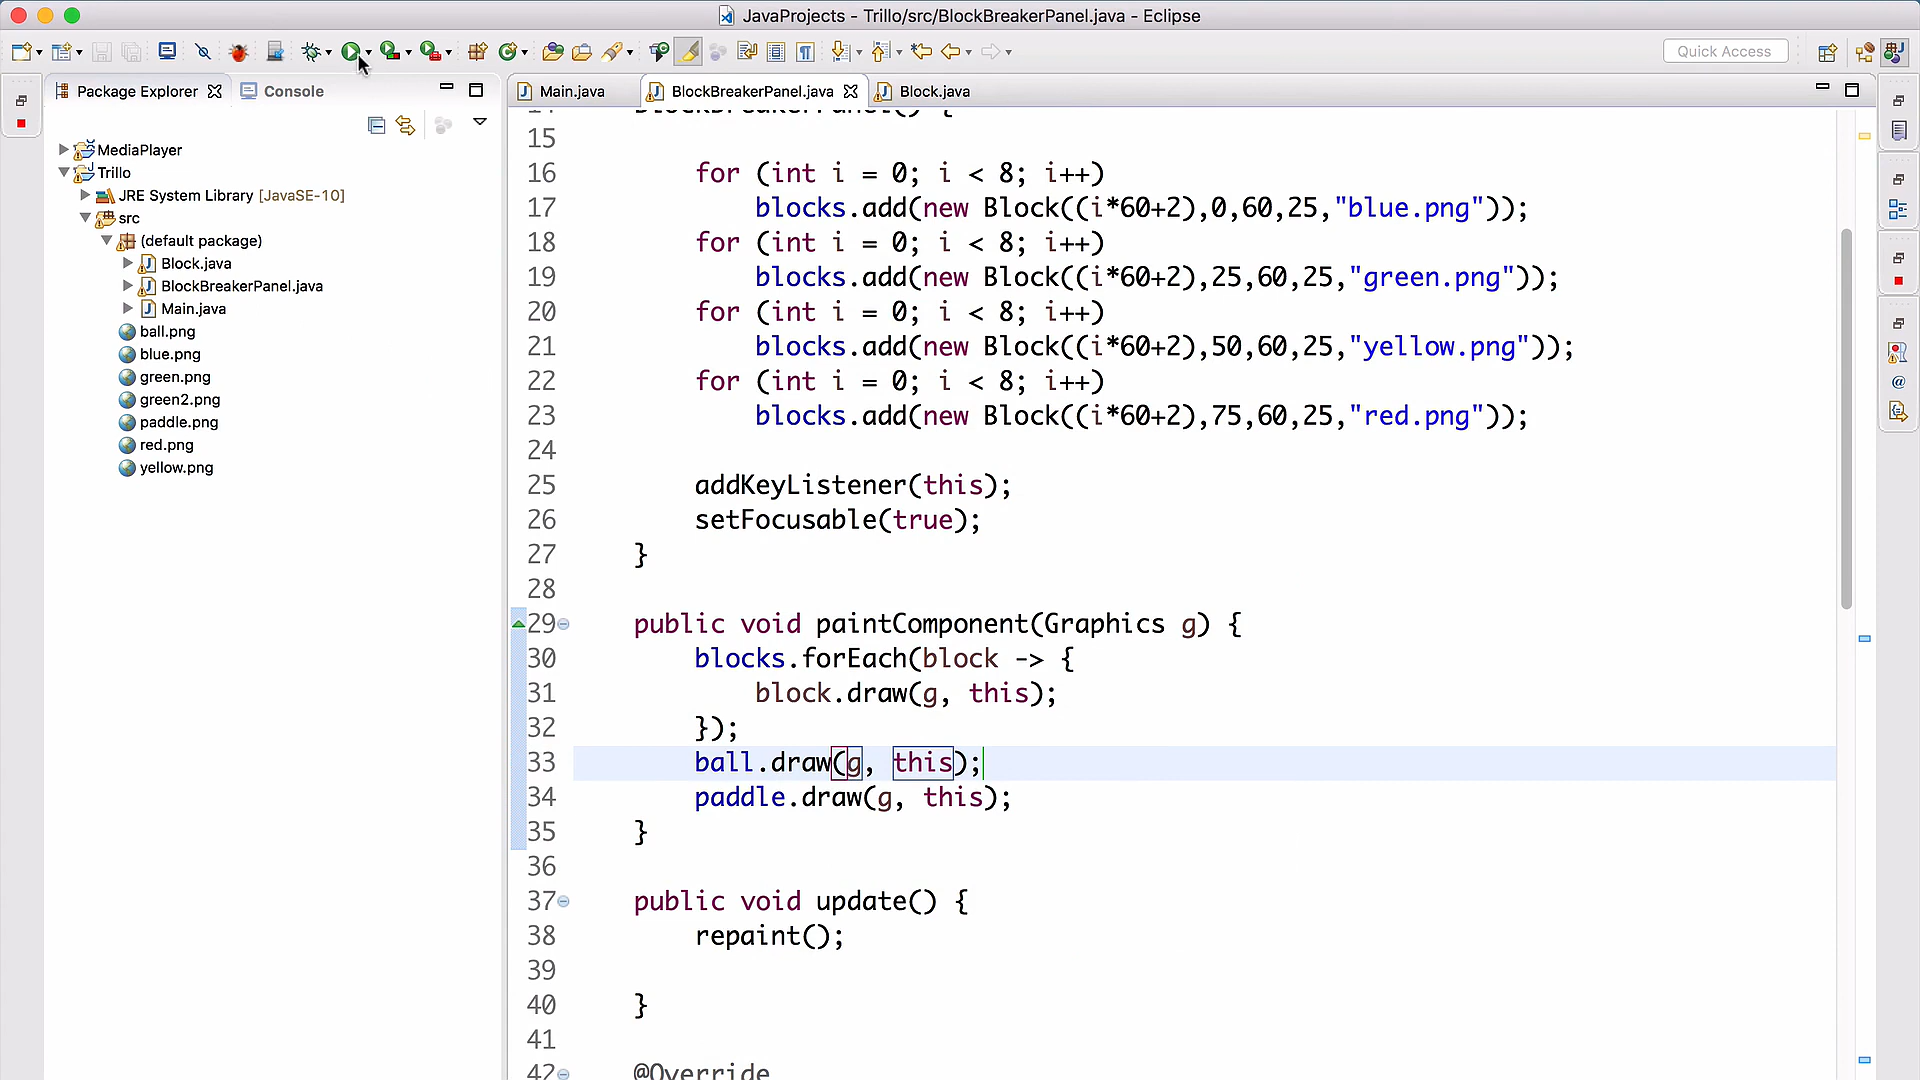 JavaProjects - Trillo/src/BlockBreakerPanel.java - Eclipse
Quick Access
Package Explorer
Console
Main.java
BlockBreakerPanel.java
Block.java
MediaPlayer
Trillo
JRE System Library [JavaSE-10]
src
(default package)
Block.java
BlockBreakerPanel.java
Main.java
ball.png
blue.png
green.png
green2.png
paddle.png
red.png
yellow.png
14 BlockBreakerPanel() {
15
16 for (int i = 0; i < 8; i++)
17 blocks.add(new Block((i*60+2),0,60,25,"blue.png"));
18 for (int i = 0; i < 8; i++)
19 blocks.add(new Block((i*60+2),25,60,25,"green.png"));
20 for (int i = 0; i < 8; i++)
21 blocks.add(new Block((i*60+2),50,60,25,"yellow.png"));
22 for (int i = 0; i < 8; i++)
23 blocks.add(new Block((i*60+2),75,60,25,"red.png"));
24
25 addKeyListener(this);
26 setFocusable(true);
27 }
28
29 public void paintComponent(Graphics g) {
30 blocks.forEach(block -> {
31 block.draw(g, this);
32 });
33 ball.draw(g, this);
34 paddle.draw(g, this);
35 }
36
37 public void update() {
38 repaint();
39
40 }
41
42 @Override